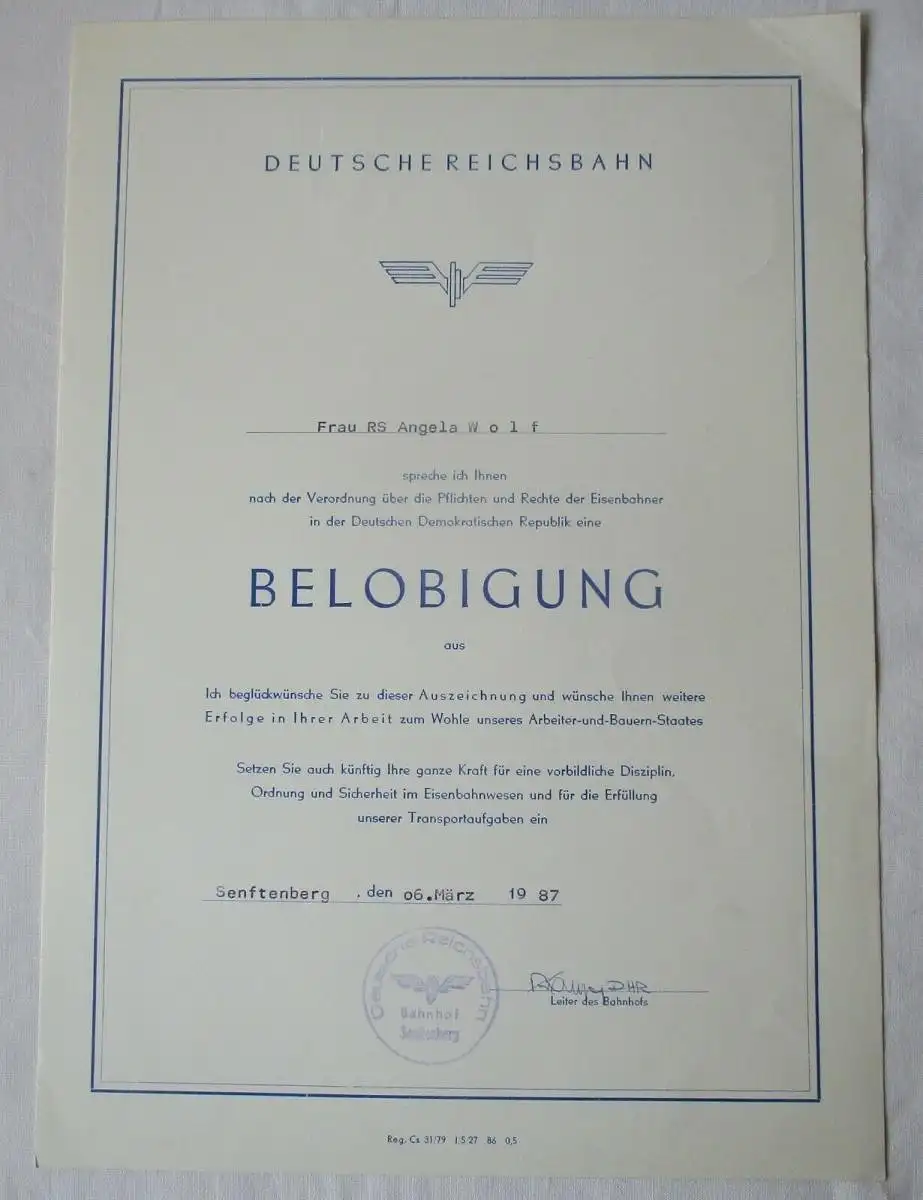 DEUTSCHE REICHSBAHN
Frau RS Angela W o l f
spreche ich Ihnen
nach der Verordnung über die Pflichten und Rechte der Eisenbahner
in der Deutschen Demokratischen Republik eine
BELOBIGUNG
aus
Ich beglückwünsche Sie zu dieser Auszeichnung und wünsche Ihnen weitere
Erfolge in Ihrer Arbeit zum Wohle unseres Arbeiter-und-Bauern-Staates
Setzen Sie auch künftig Ihre ganze Kraft für eine vorbildliche Disziplin,
Ordnung und Sicherheit im Eisenbahnwesen und für die Erfüllung
unserer Transportaufgaben ein
Senftenberg , den o6.März 19 87
Deutsche Reichsbahn
Bahnhof
Senftenberg
DHR
Leiter des Bahnhofs
Reg. Cz 31/79 I 5 27 86 0,5